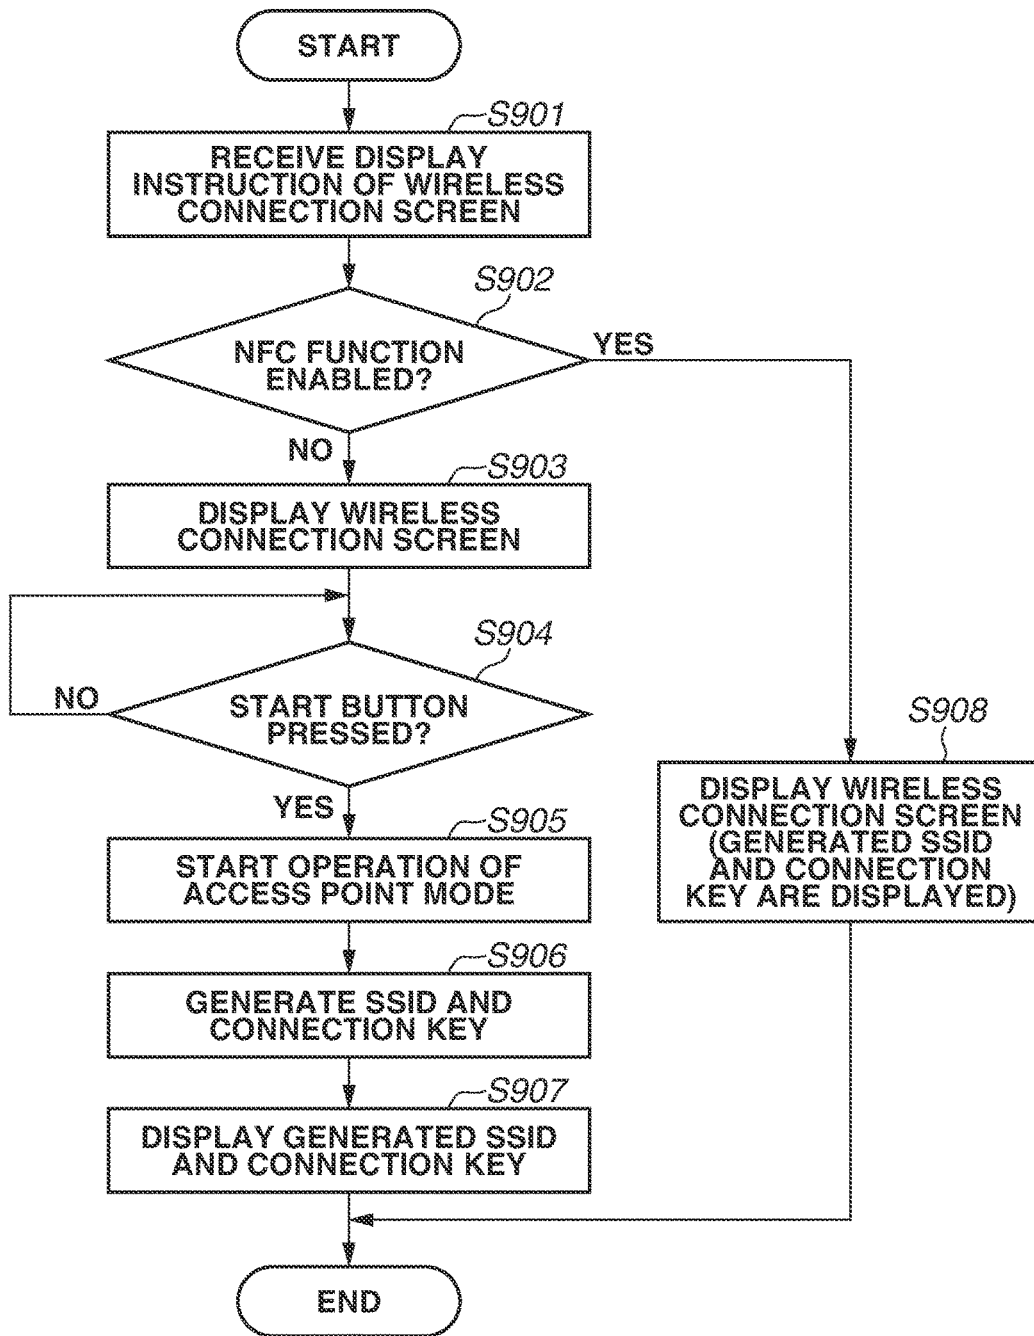 START
S901
RECEIVE DISPLAY
INSTRUCTION OF WIRELESS
CONNECTION SCREEN
S902
NFC FUNCTION
ENABLED?
YES
NO
S903
DISPLAY WIRELESS
CONNECTION SCREEN
S904
START BUTTON
PRESSED?
NO
YES
S905
START OPERATION OF
ACCESS POINT MODE
S908
DISPLAY WIRELESS
CONNECTION SCREEN
(GENERATED SSID
AND CONNECTION
KEY ARE DISPLAYED)
S906
GENERATE SSID AND
CONNECTION KEY
S907
DISPLAY GENERATED SSID
AND CONNECTION KEY
END